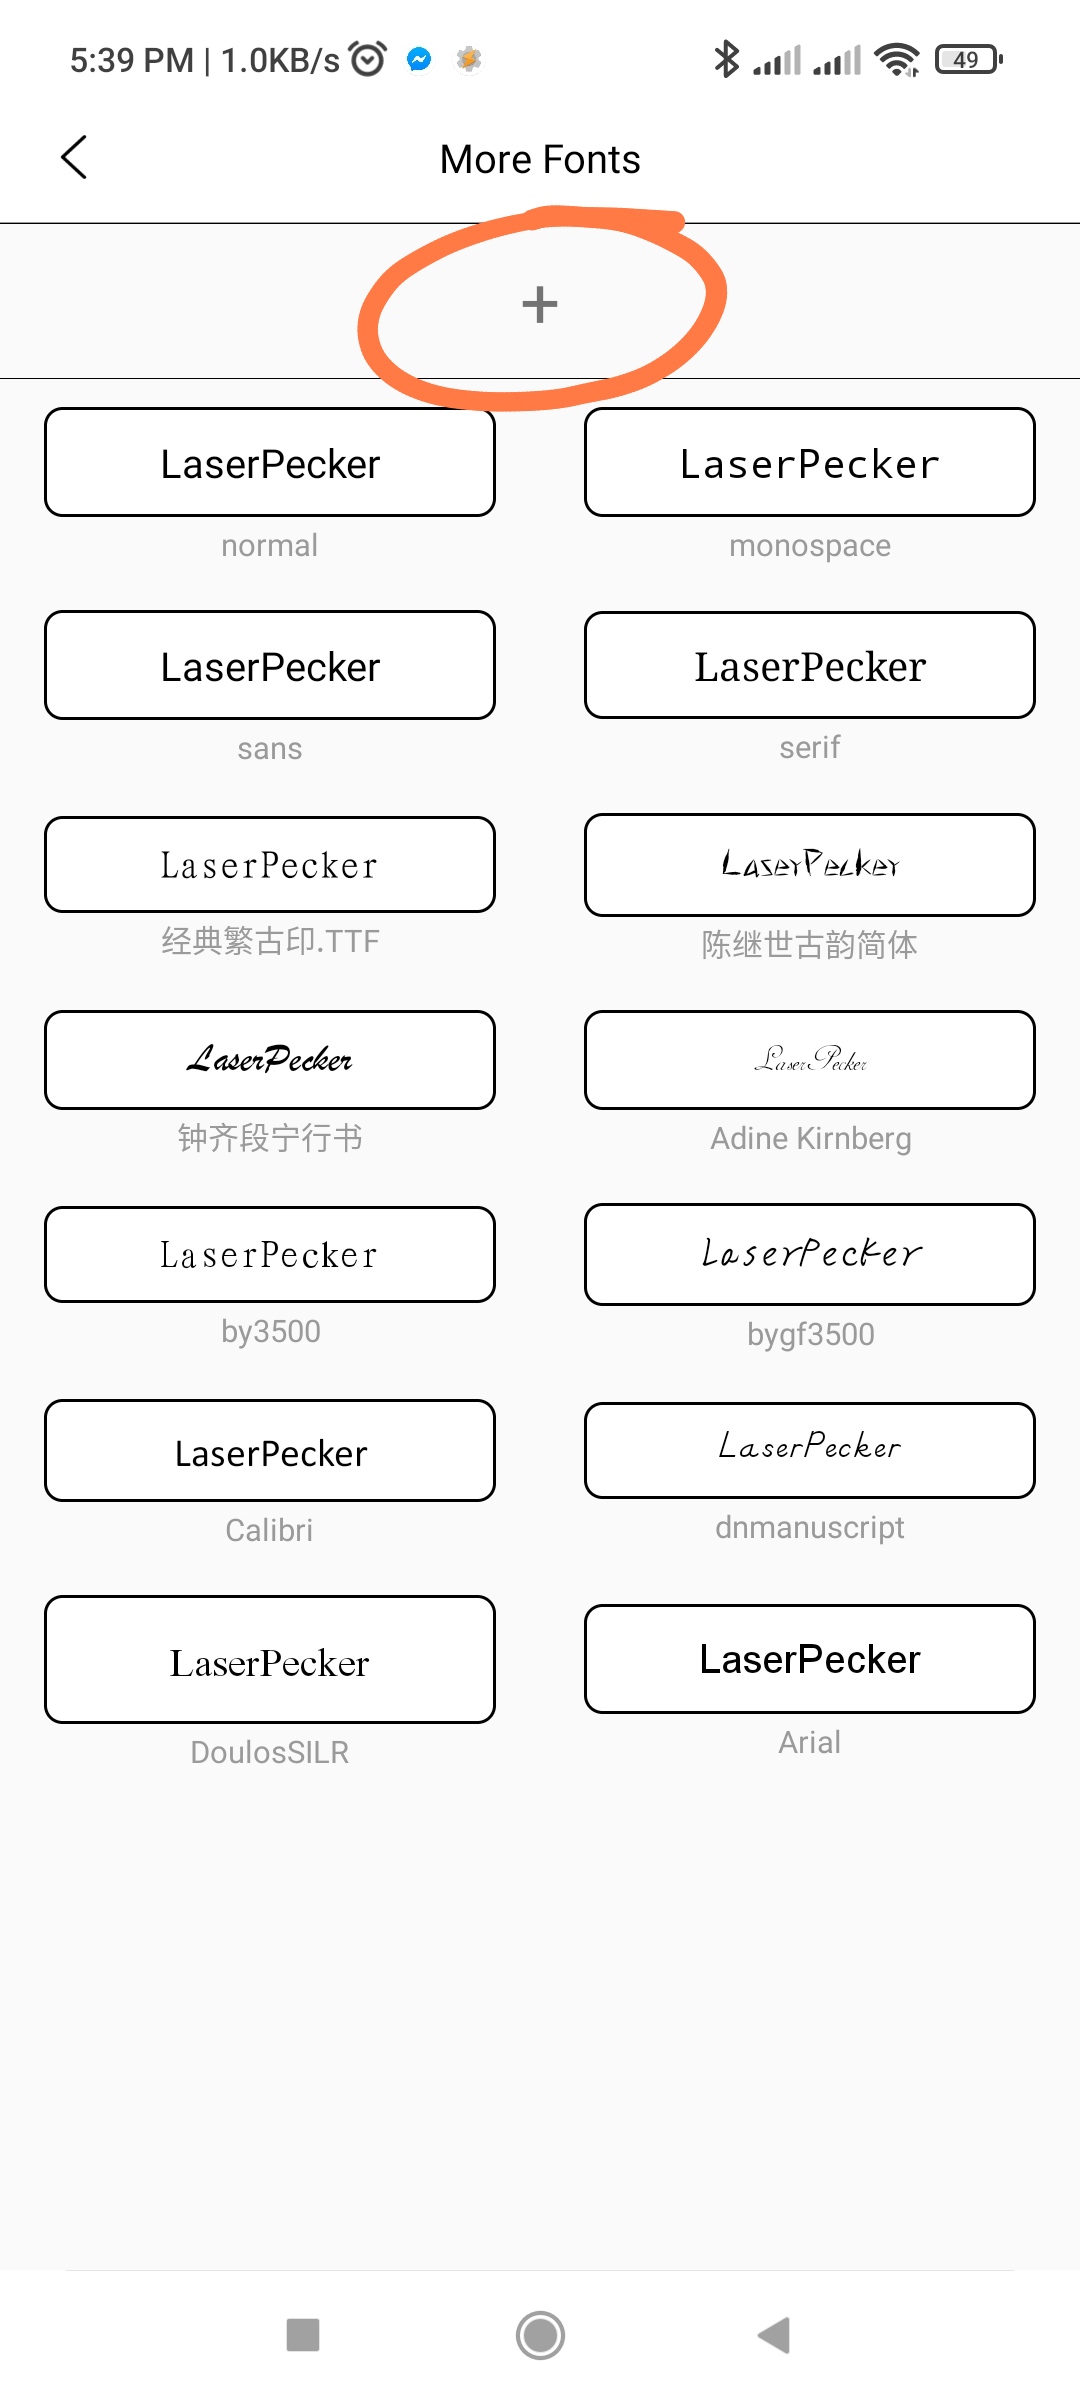 5:39 PM | 1.0KB/s
49
More Fonts
+
LaserPecker
LaserPecker
normal
monospace
LaserPecker
LaserPecker
sans
serif
LaserPecker
LaserPecker
经典繁古印.TTF
陈继世古韵简体
LaserPecker
LaserPecker
钟齐段宁行书
Adine Kirnberg
LaserPecker
LaserPecker
by3500
bygf3500
LaserPecker
LaserPecker
Calibri
dnmanuscript
LaserPecker
LaserPecker
DoulosSILR
Arial